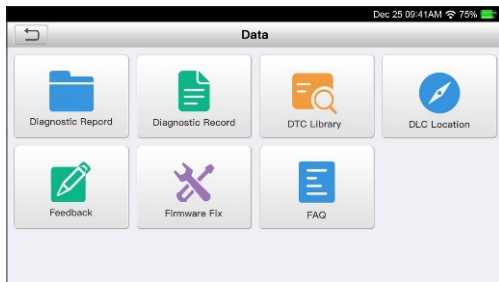 Dec 25 09:41AM 75%
Data
Diagnostic Repord
Diagnostic Record
DTC Library
DLC Location
Feedback
Firmware Fix
FAQ